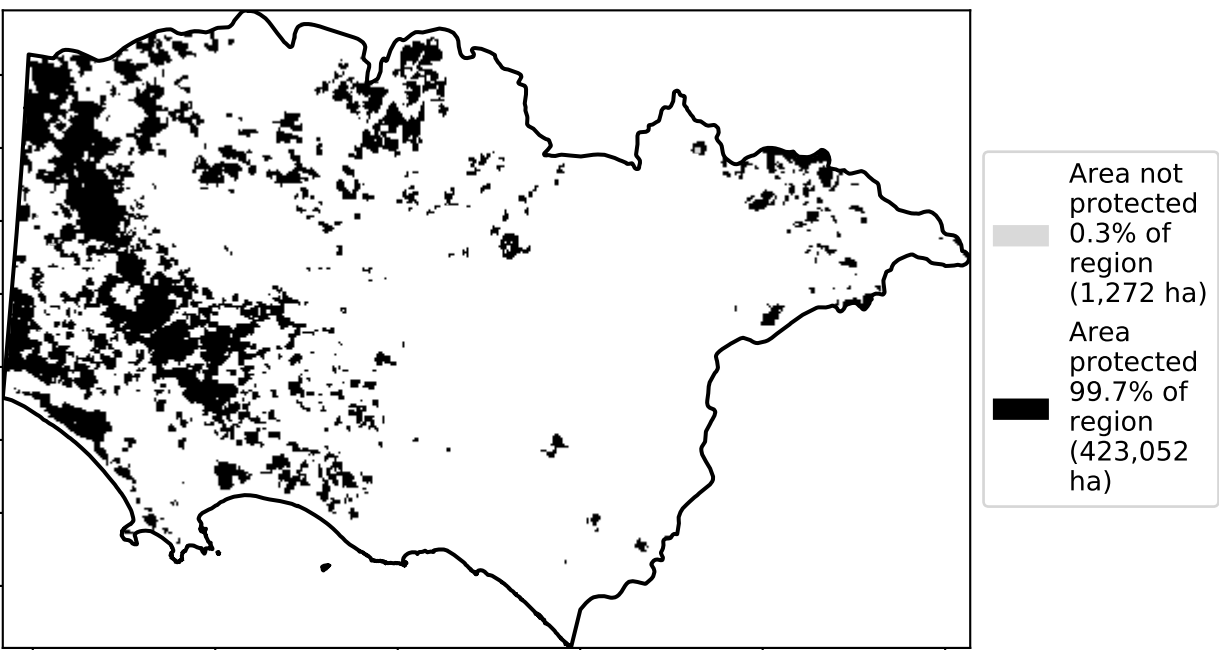 Area not
protected
0.3% of
region
(1,272 ha)
Area
protected
99.7% of
region
(423,052
ha)